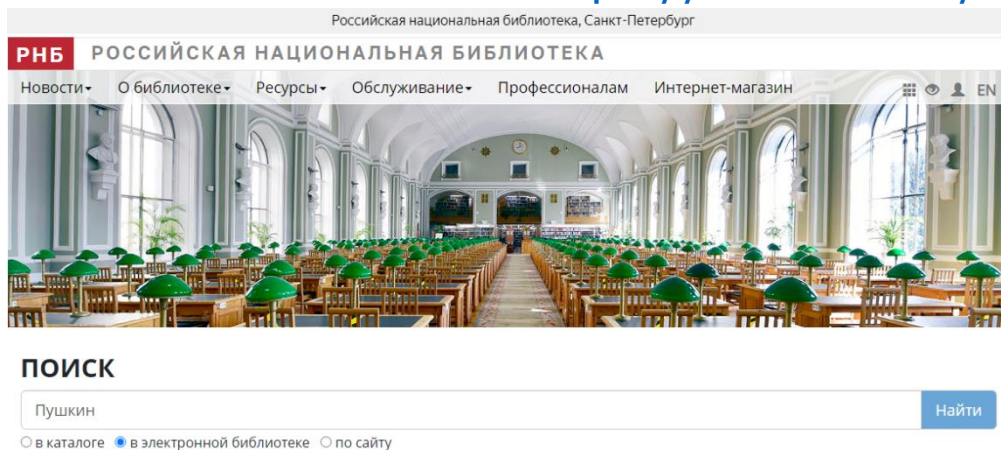 Российская национальная библиотека, Санкт-Петербург
РНБ РОССИЙСКАЯ НАЦИОНАЛЬНАЯ БИБЛИОТЕКА
Новости О библиотеке Ресурсы Обслуживание Профессионалам Интернет-магазин EN
ПОИСК
Пушкин Найти
в каталоге в электронной библиотеке по сайту